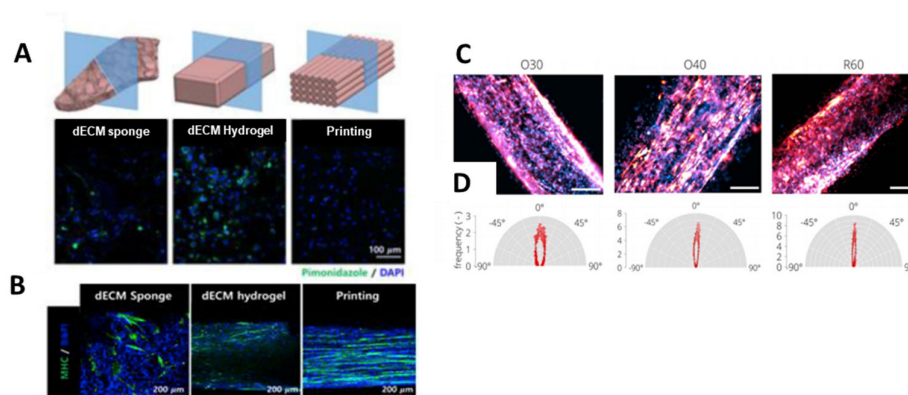 A
dECM sponge
dECM Hydrogel
Printing
100 μm
Pimonidazole / DAPI
B
MHC / DAPI
dECM Sponge
dECM hydrogel
Printing
200 μm
200 μm
200 μm
C
O30
O40
R60
D
frequency (-)
3
2
1
0
-90°
-45°
0°
45°
90°
8
6
4
2
0
-90°
-45°
0°
45°
90°
10
8
6
4
2
0
-90°
-45°
0°
45°
90°